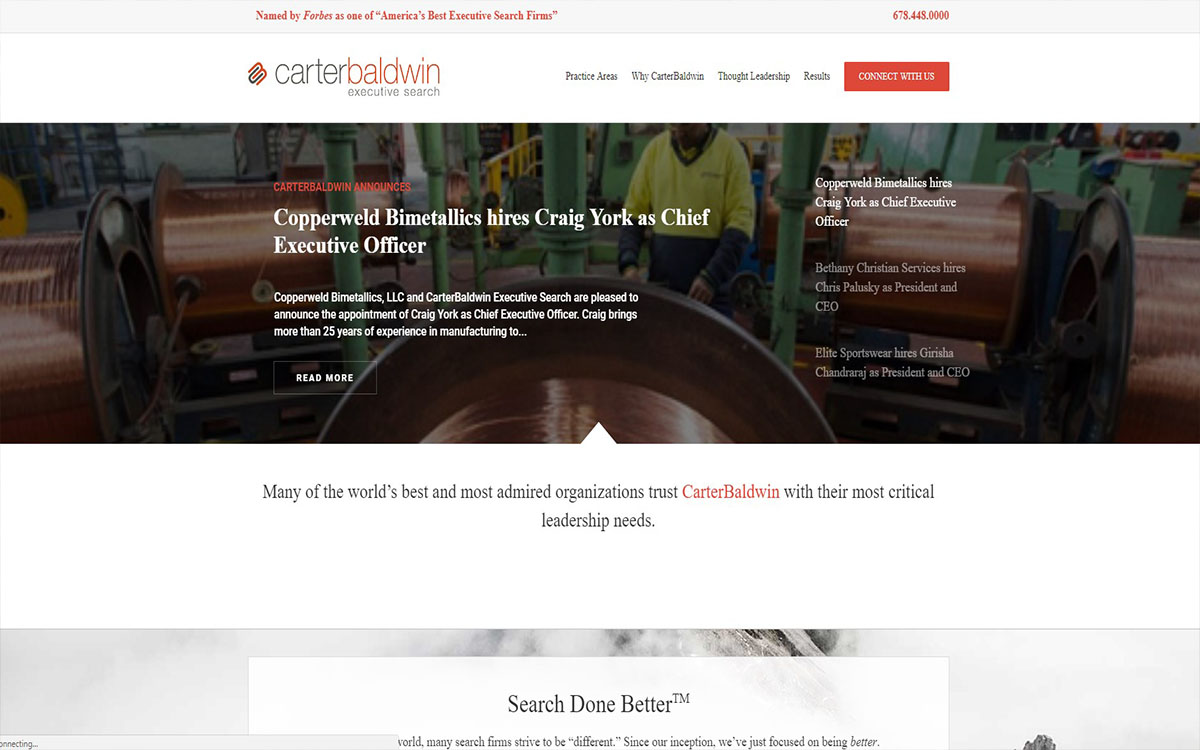 Named by Forbes as one of “America’s Best Executive Search Firms”
678.448.0000
carterbaldwin
executive search
Practice Areas
Why CarterBaldwin
Thought Leadership
Results
CONNECT WITH US
CARTERBALDWIN ANNOUNCES
Copperweld Bimetallics hires Craig York as Chief
Executive Officer
Copperweld Bimetallics, LLC and CarterBaldwin Executive Search are pleased to
announce the appointment of Craig York as Chief Executive Officer. Craig brings
more than 25 years of experience in manufacturing to...
READ MORE
Copperweld Bimetallics hires
Craig York as Chief Executive
Officer
Bethany Christian Services hires
Chris Palusky as President and
CEO
Elite Sportswear hires Girisha
Chandraraj as President and CEO
Many of the world’s best and most admired organizations trust CarterBaldwin with their most critical
leadership needs.
Search Done Better™
world, many search firms strive to be “different.” Since our inception, we’ve just focused on being better.
onnecting...